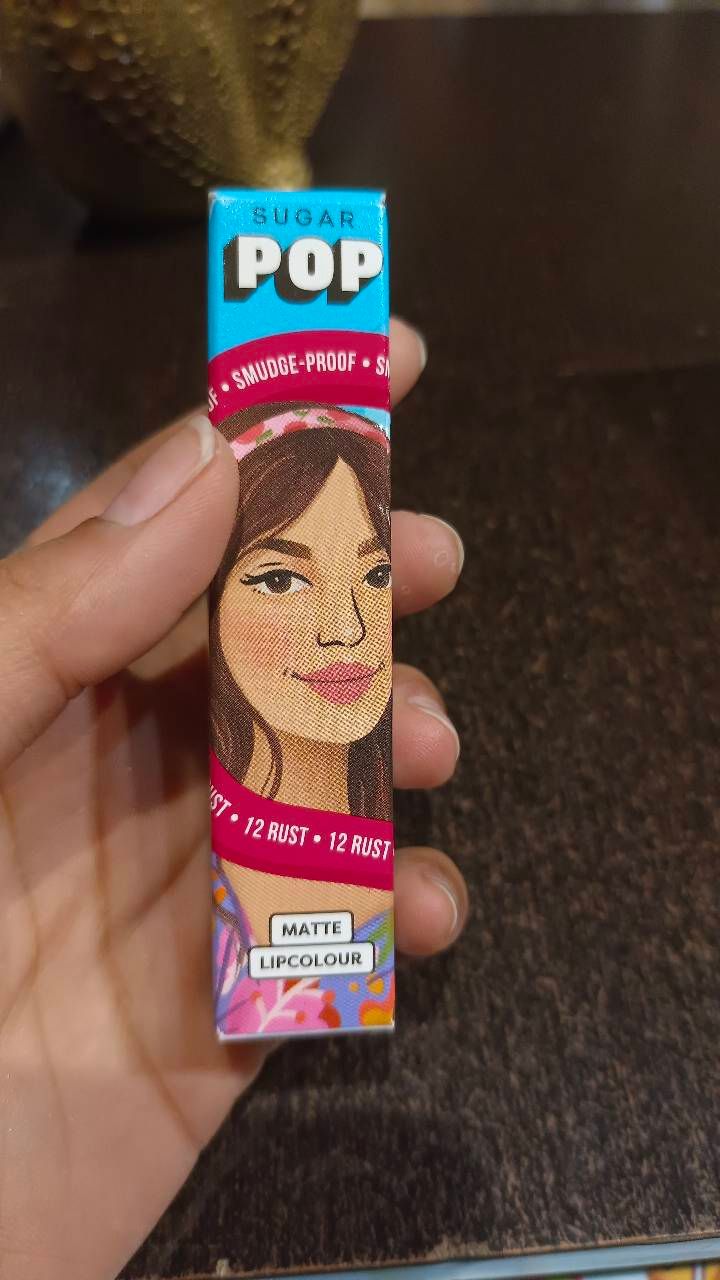 SUGAR
POP
• SMUDGE-PROOF •
• 12 RUST • 12 RUST
MATTE
LIPCOLOUR